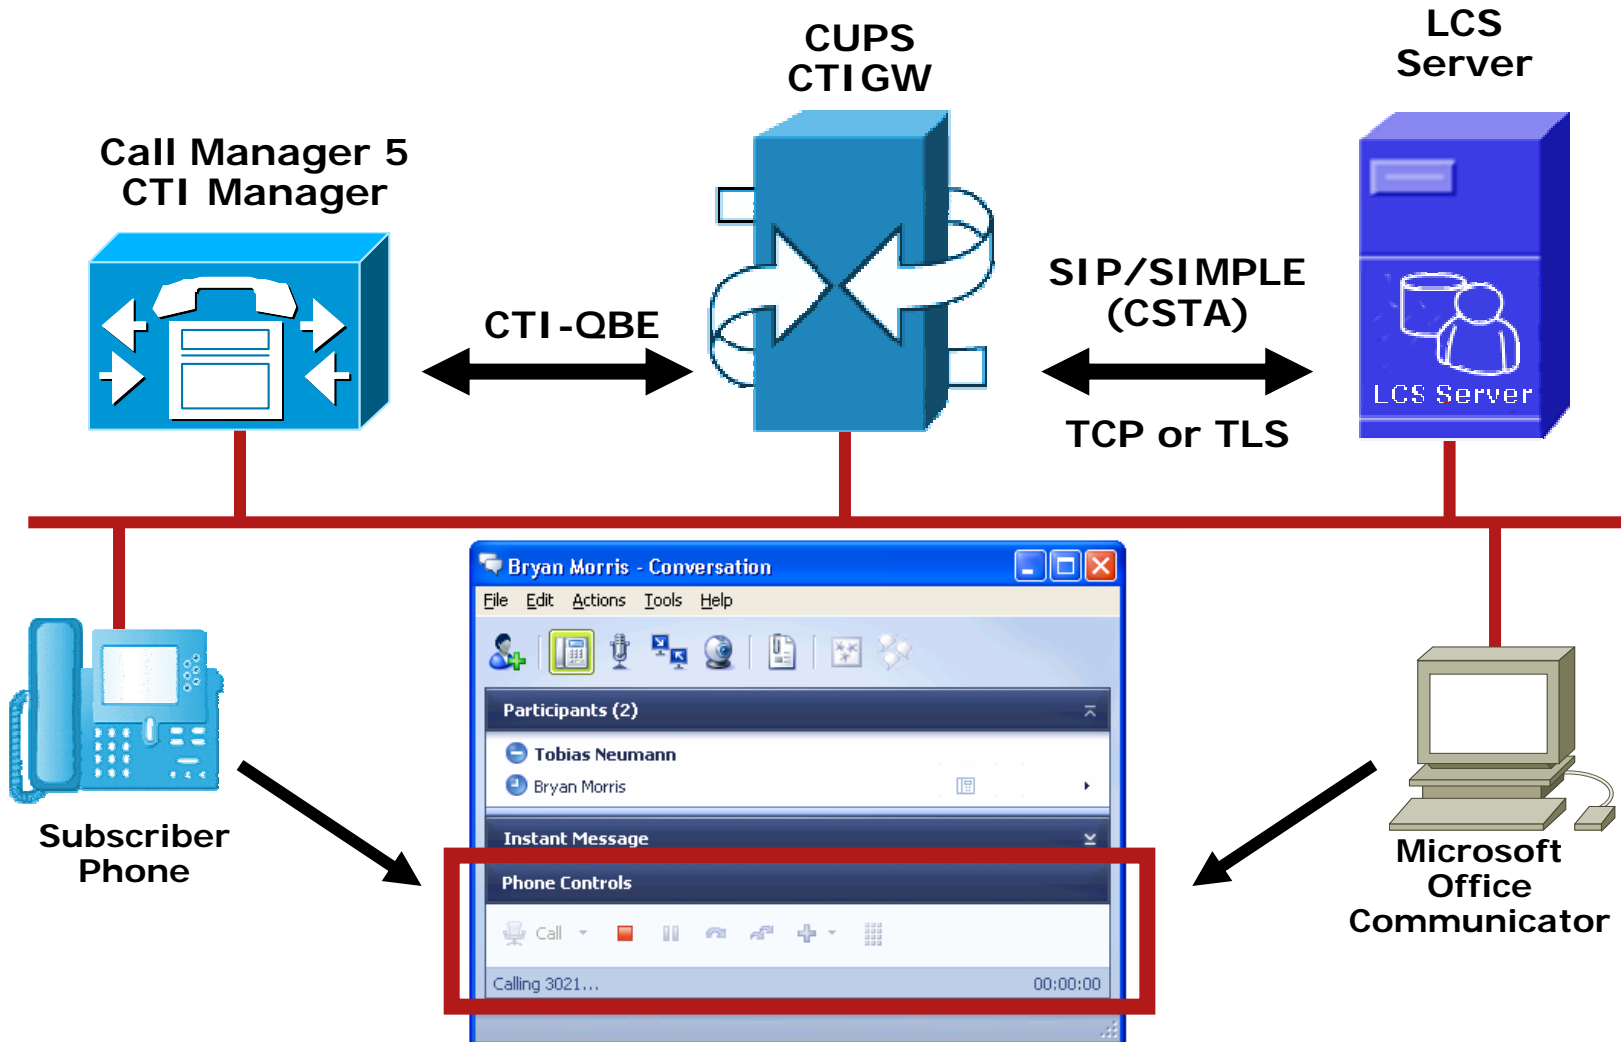 CUPS
CTIGW
LCS
Server
Call Manager 5
CTI Manager
CTI-QBE
SIP/SIMPLE
(CSTA)
TCP or TLS
LCS Server
Bryan Morris - Conversation
File Edit Actions Tools Help
Participants (2)
Tobias Neumann
Bryan Morris
Instant Message
Phone Controls
Call
Calling 3021... 00:00:00
Subscriber
Phone
Microsoft
Office
Communicator